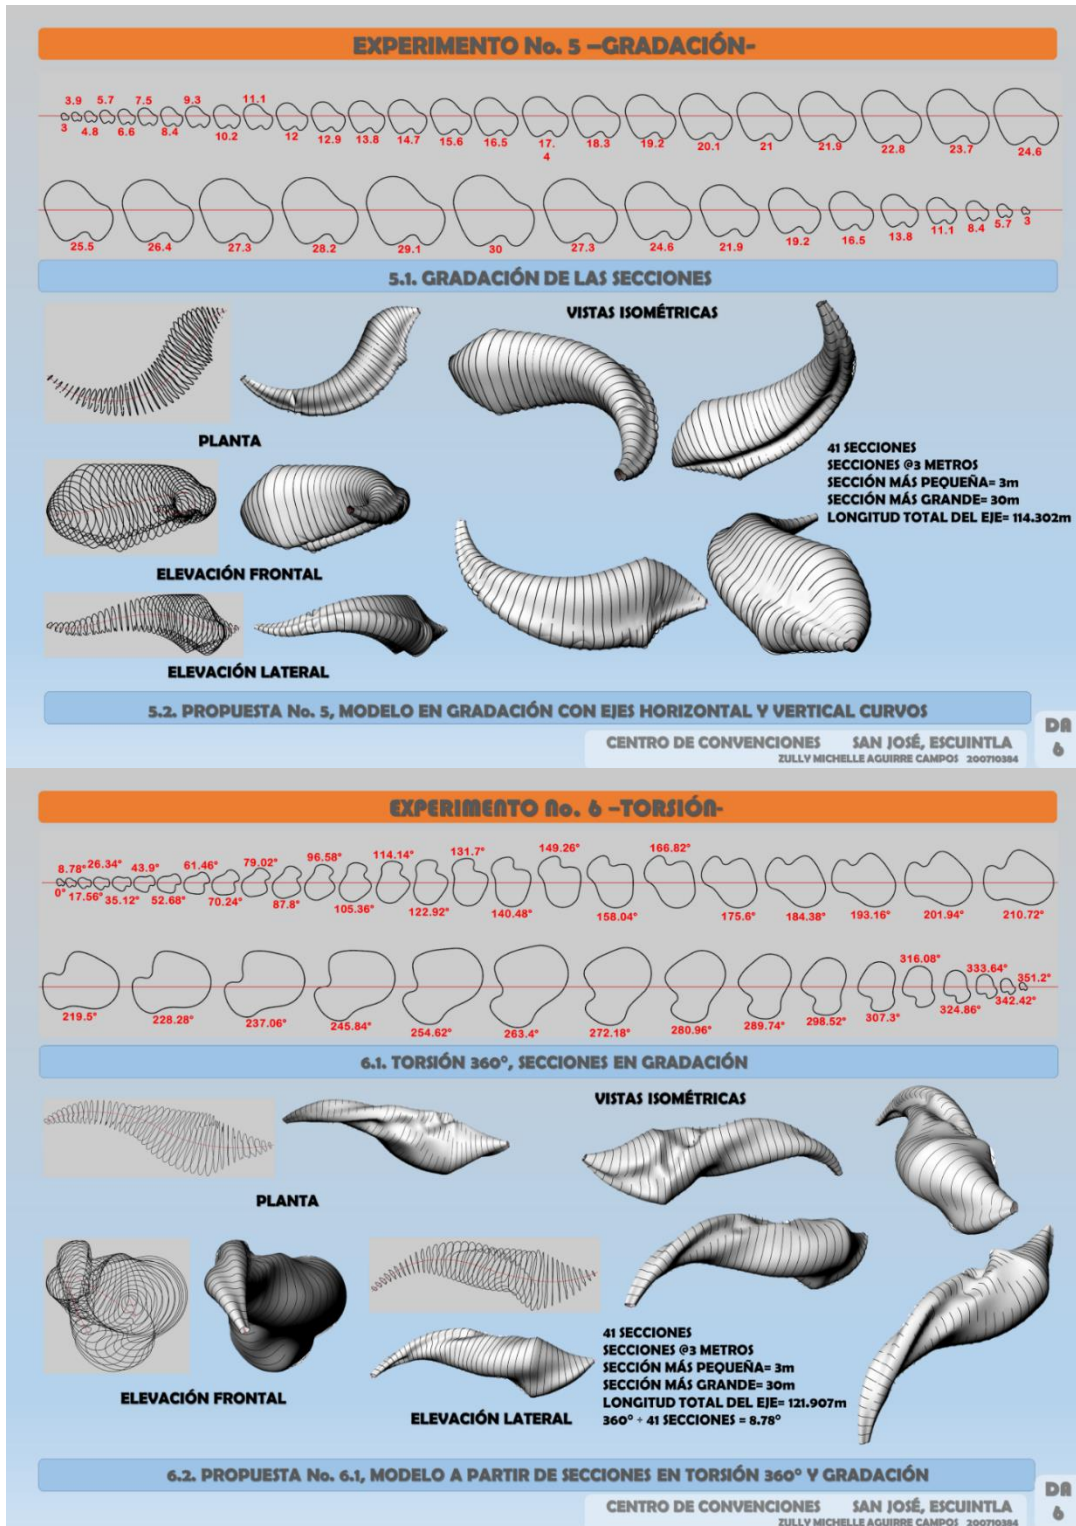 EXPERIMENTO No. 5 –GRADACIÓN-
3.9 5.7 7.5 9.3 11.1
3 4.8 6.6 8.4 10.2 12 12.9 13.8 14.7 15.6 16.5 17.4 18.3 19.2 20.1 21 21.9 22.8 23.7 24.6
25.5 26.4 27.3 28.2 29.1 30 27.3 24.6 21.9 19.2 16.5 13.8 11.1 8.4 5.7 3
5.1. GRADACIÓN DE LAS SECCIONES
VISTAS ISOMÉTRICAS
PLANTA
41 SECCIONES
SECCIONES @3 METROS
SECCIÓN MÁS PEQUEÑA= 3m
SECCIÓN MÁS GRANDE= 30m
LONGITUD TOTAL DEL EJE= 114.302m
ELEVACIÓN FRONTAL
ELEVACIÓN LATERAL
5.2. PROPUESTA No. 5, MODELO EN GRADACIÓN CON EJES HORIZONTAL Y VERTICAL CURVOS
CENTRO DE CONVENCIONES SAN JOSÉ, ESCUINTLA
ZULLY MICHELLE AGUIRRE CAMPOS 200710384
DA
6
EXPERIMENTO No. 6 –TORSIÓN-
8.78° 26.34° 43.9° 61.46° 79.02° 96.58° 114.14° 131.7° 149.26° 166.82°
0° 17.56° 35.12° 52.68° 70.24° 87.8° 105.36° 122.92° 140.48° 158.04° 175.6° 184.38° 193.16° 201.94° 210.72°
316.08° 333.64° 351.2°
219.5° 228.28° 237.06° 245.84° 254.62° 263.4° 272.18° 280.96° 289.74° 298.52° 307.3° 324.86° 342.42°
6.1. TORSIÓN 360°, SECCIONES EN GRADACIÓN
VISTAS ISOMÉTRICAS
PLANTA
41 SECCIONES
SECCIONES @3 METROS
SECCIÓN MÁS PEQUEÑA= 3m
SECCIÓN MÁS GRANDE= 30m
LONGITUD TOTAL DEL EJE= 121.907m
360° ÷ 41 SECCIONES = 8.78°
ELEVACIÓN FRONTAL
ELEVACIÓN LATERAL
6.2. PROPUESTA No. 6.1, MODELO A PARTIR DE SECCIONES EN TORSIÓN 360° Y GRADACIÓN
CENTRO DE CONVENCIONES SAN JOSÉ, ESCUINTLA
ZULLY MICHELLE AGUIRRE CAMPOS 200710384
DA
6